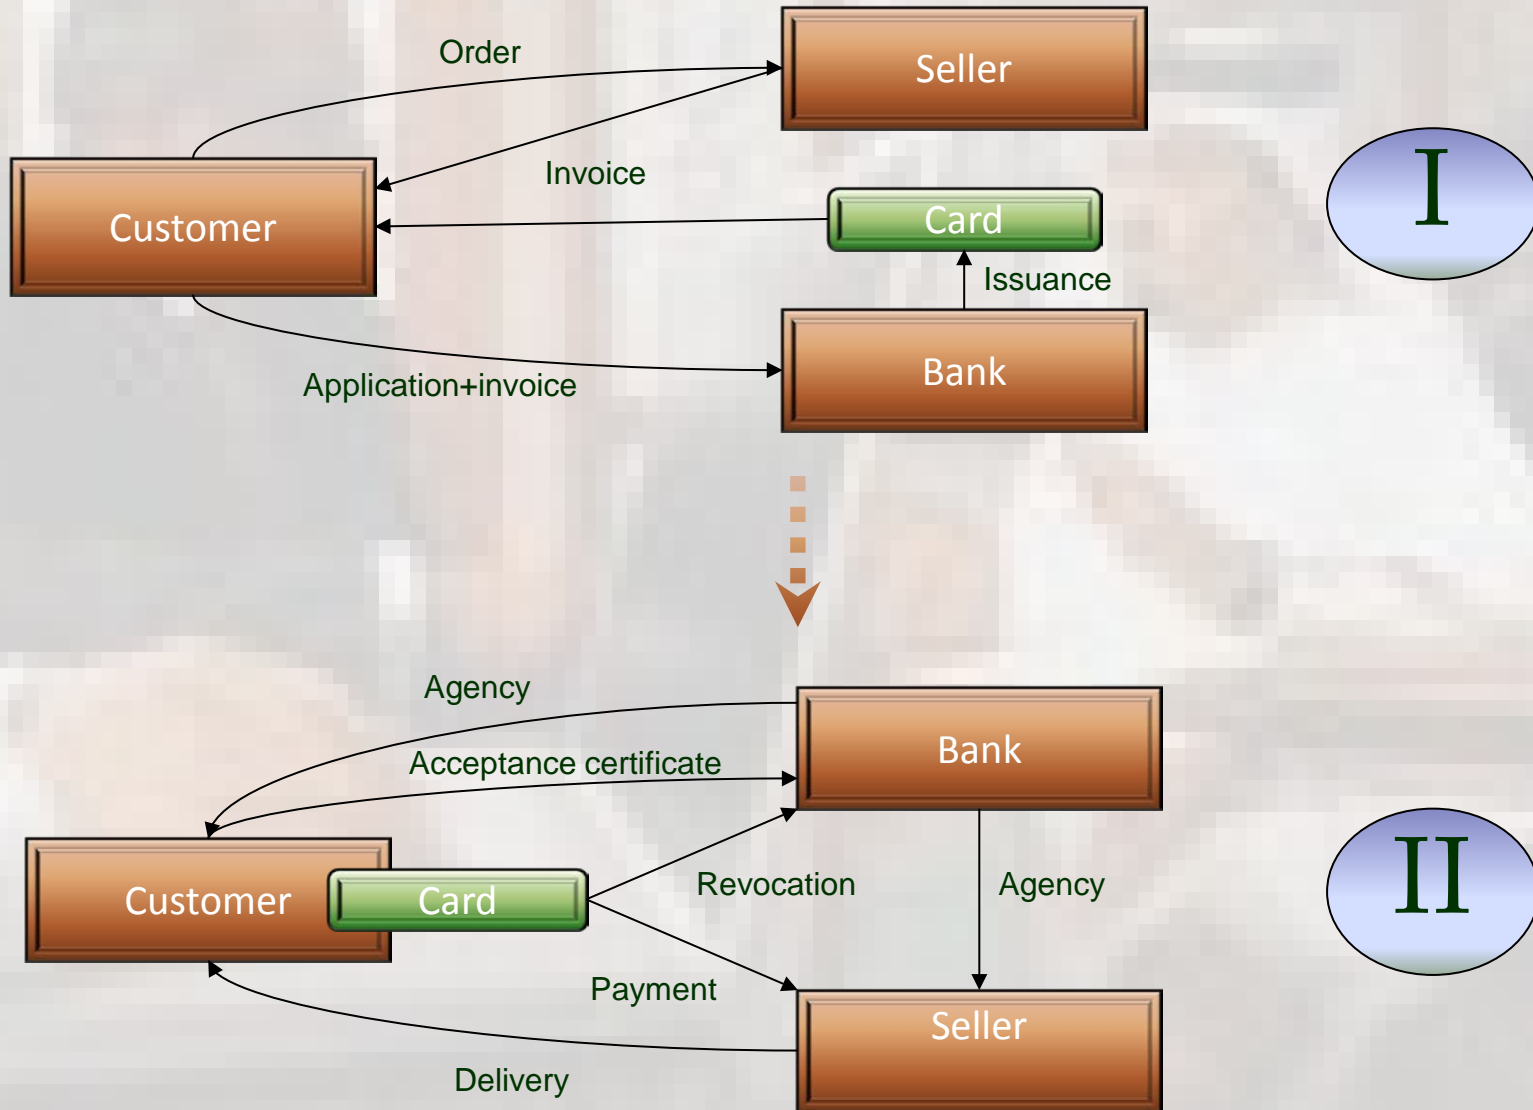 Order
Seller
I
Invoice
Customer
Card
Issuance
Bank
Application+invoice
Agency
Bank
Acceptance certificate
Customer
Card
Revocation
Agency
II
Payment
Seller
Delivery